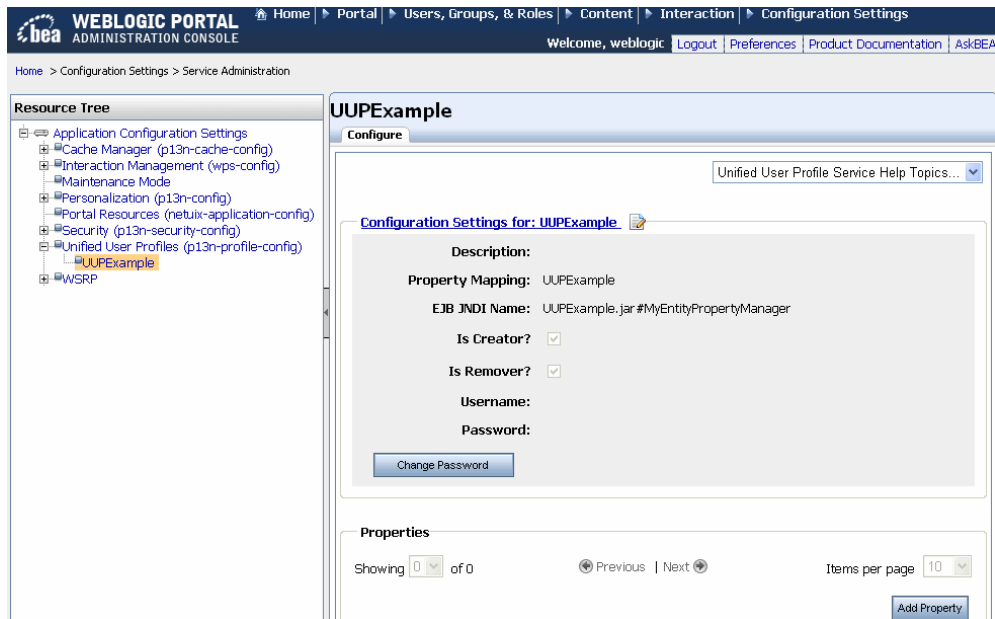 bea WEBLOGIC PORTAL
ADMINISTRATION CONSOLE
Home Portal Users, Groups, & Roles Content Interaction Configuration Settings
Welcome, weblogic Logout Preferences Product Documentation AskBEA
Home > Configuration Settings > Service Administration
Resource Tree
Application Configuration Settings
Cache Manager (p13n-cache-config)
Interaction Management (wps-config)
Maintenance Mode
Personalization (p13n-config)
Portal Resources (netuix-application-config)
Security (p13n-security-config)
Unified User Profiles (p13n-profile-config)
UUPExample
WSRP
UUPExample
Configure
Unified User Profile Service Help Topics...
Configuration Settings for: UUPExample
Description:
Property Mapping: UUPExample
EJB JNDI Name: UUPExample.jar#MyEntityPropertyManager
Is Creator?
Is Remover?
Username:
Password:
Change Password
Properties
Showing 0 of 0 Previous | Next Items per page 10
Add Property